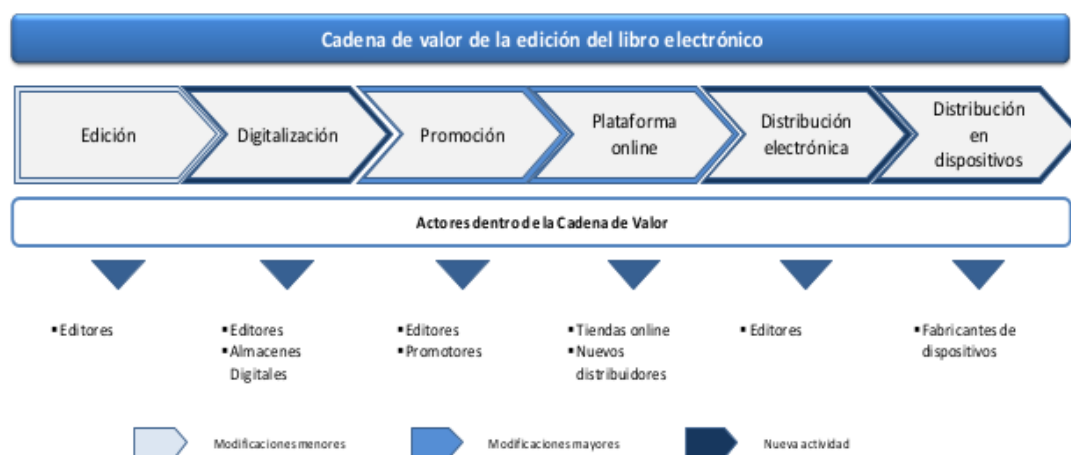 Cadena de valor de la edición del libro electrónico
Edición
Digitalización
Promoción
Plataforma
online
Distribución
electrónica
Distribución
en
dispositivos
Actores dentro de la Cadena de Valor
▪Editores
▪Editores
▪Almacenes
Digitales
▪Editores
▪Promotores
▪Tiendas online
▪Nuevos
distribuidores
▪Editores
▪Fabricantes de
dispositivos
Modificaciones menores
Modificaciones mayores
Nueva actividad